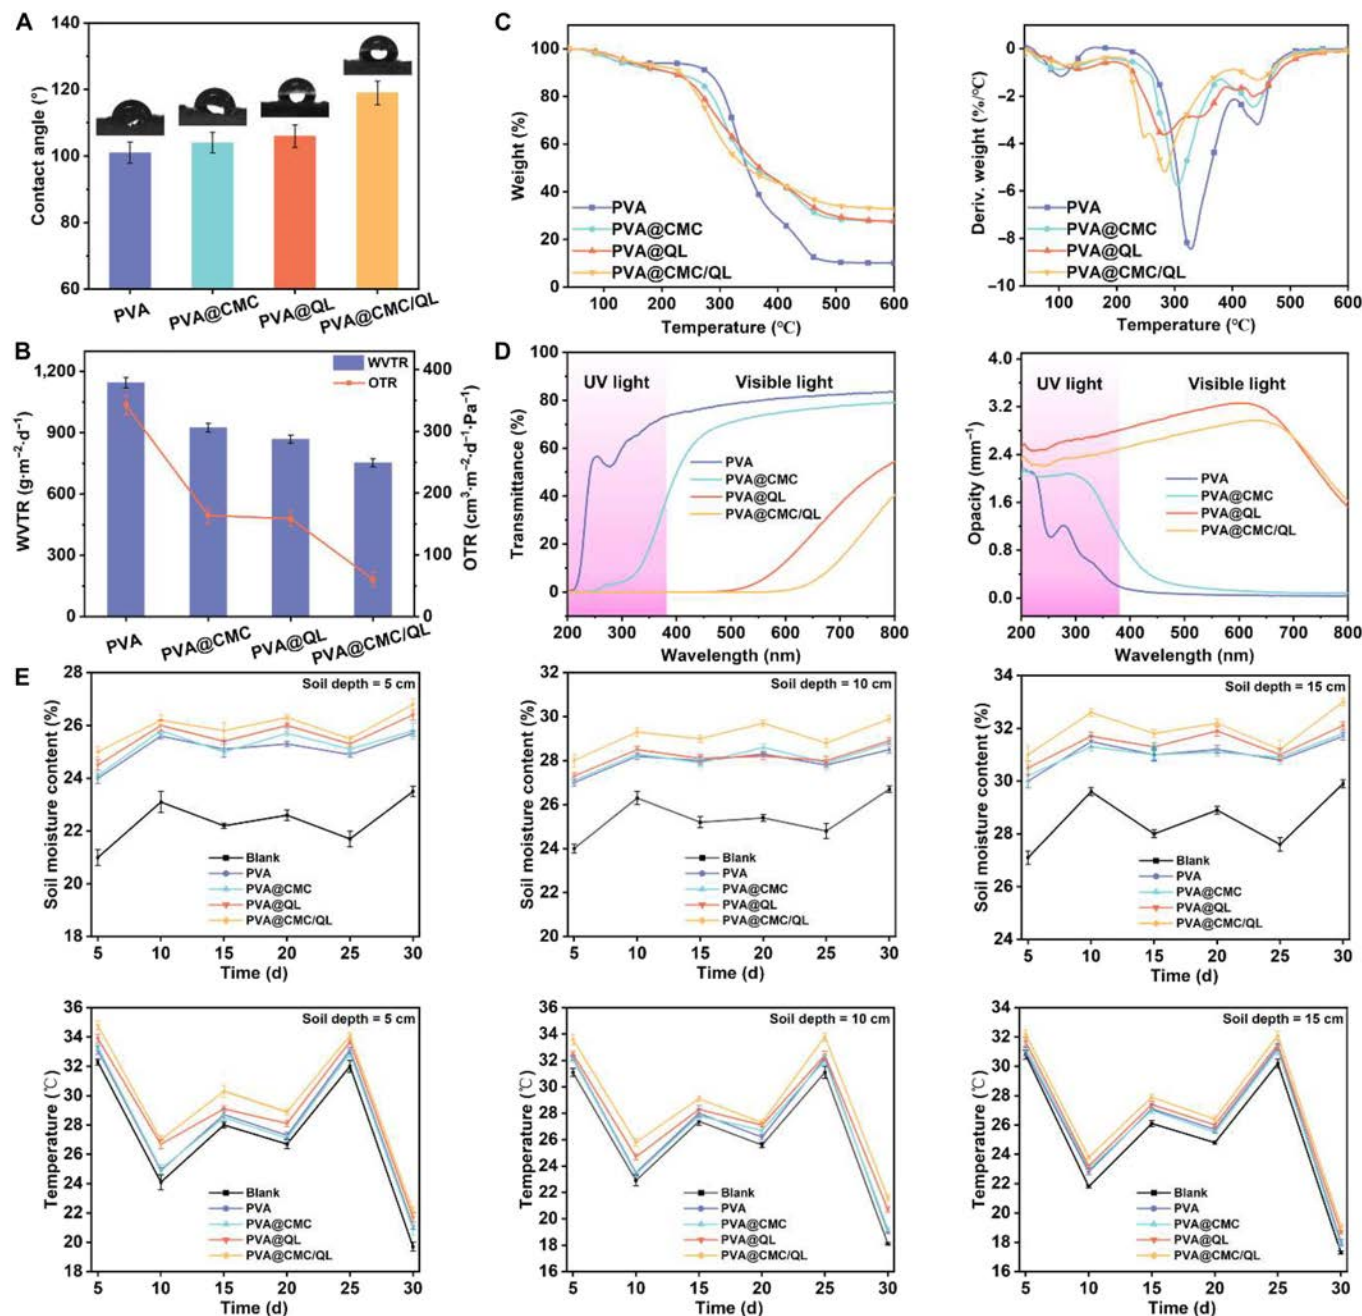 A
140
120
100
80
60
Contact angle (°)
PVA
PVA@CMC
PVA@QL
PVA@CMC/QL
C
100
80
60
40
20
0
Weight (%)
PVA
PVA@CMC
PVA@QL
PVA@CMC/QL
100 200 300 400 500 600
Temperature (℃)
0
−2
−4
−6
−8
−10
Deriv. weight (%/℃)
PVA
PVA@CMC
PVA@QL
PVA@CMC/QL
100 200 300 400 500 600
Temperature (℃)
B
1,200
900
600
300
0
WVTR (g·m⁻²·d⁻¹)
WVTR
OTR
400
300
200
100
0
OTR (cm³·m⁻²·d⁻¹·Pa⁻¹)
PVA
PVA@CMC
PVA@QL
PVA@CMC/QL
D
100
80
60
40
20
0
Transmittance (%)
UV light
Visible light
PVA
PVA@CMC
PVA@QL
PVA@CMC/QL
200 300 400 500 600 700 800
Wavelength (nm)
4.0
3.2
2.4
1.6
0.8
0.0
Opacity (mm⁻¹)
UV light
Visible light
PVA
PVA@CMC
PVA@QL
PVA@CMC/QL
200 300 400 500 600 700 800
Wavelength (nm)
E
28
26
24
22
20
18
Soil moisture content (%)
Soil depth = 5 cm
Blank
PVA
PVA@CMC
PVA@QL
PVA@CMC/QL
5 10 15 20 25 30
Time (d)
32
30
28
26
24
22
20
Soil moisture content (%)
Soil depth = 10 cm
Blank
PVA
PVA@CMC
PVA@QL
PVA@CMC/QL
5 10 15 20 25 30
Time (d)
34
32
30
28
26
24
Soil moisture content (%)
Soil depth = 15 cm
Blank
PVA
PVA@CMC
PVA@QL
PVA@CMC/QL
5 10 15 20 25 30
Time (d)
36
34
32
30
28
26
24
22
20
18
Temperature (℃)
Soil depth = 5 cm
Blank
PVA
PVA@CMC
PVA@QL
PVA@CMC/QL
5 10 15 20 25 30
Time (d)
36
34
32
30
28
26
24
22
20
18
16
Temperature (℃)
Soil depth = 10 cm
Blank
PVA
PVA@CMC
PVA@QL
PVA@CMC/QL
5 10 15 20 25 30
Time (d)
34
32
30
28
26
24
22
20
18
16
Temperature (℃)
Soil depth = 15 cm
Blank
PVA
PVA@CMC
PVA@QL
PVA@CMC/QL
5 10 15 20 25 30
Time (d)